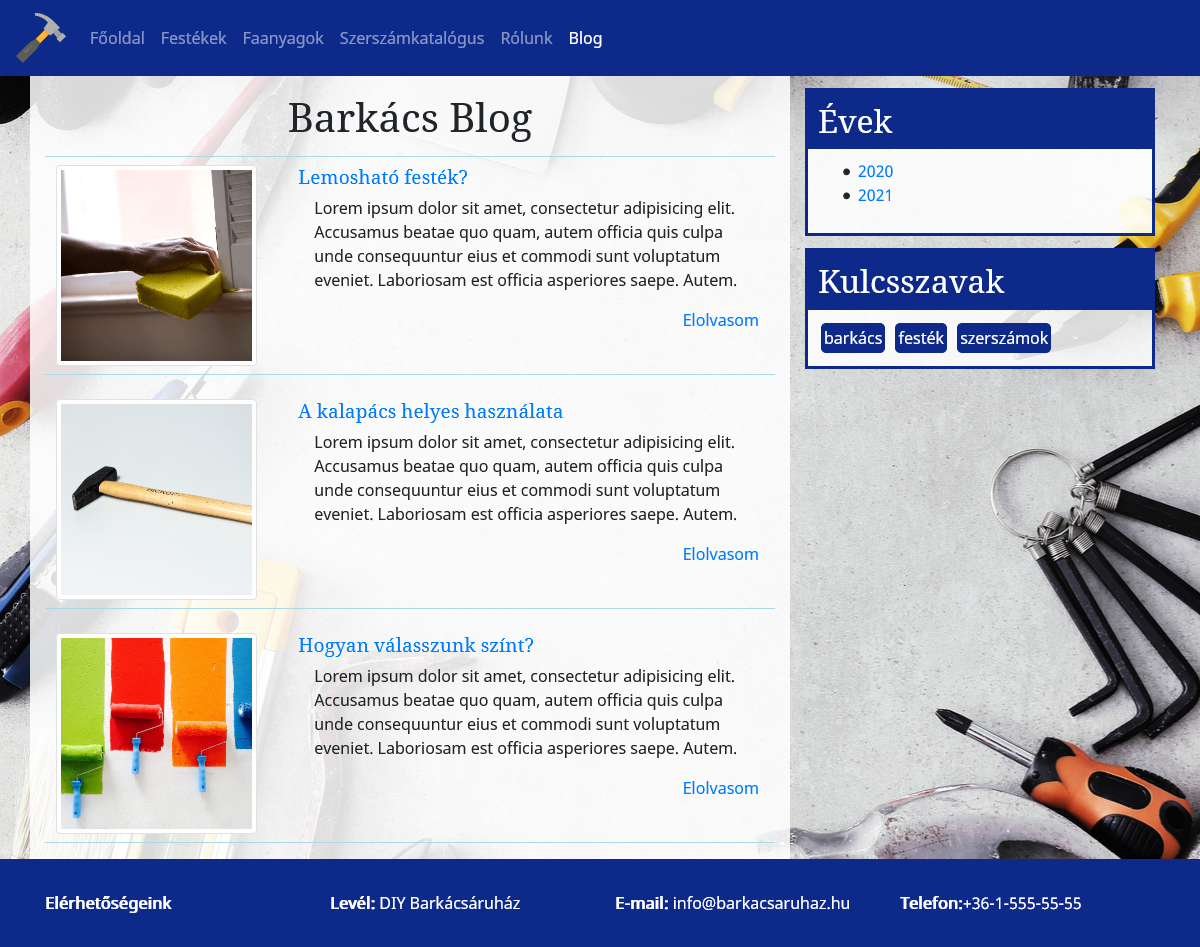 Főoldal Festékek Faanyagok Szerszámkatalógus Rólunk Blog
Barkács Blog
Lemosható festék?
Lorem ipsum dolor sit amet, consectetur adipisicing elit.
Accusamus beatae quo quam, autem officia quis culpa
unde consequuntur eius et commodi sunt voluptatum
eveniet. Laboriosam est officia asperiores saepe. Autem.
Elolvasom
A kalapács helyes használata
Lorem ipsum dolor sit amet, consectetur adipisicing elit.
Accusamus beatae quo quam, autem officia quis culpa
unde consequuntur eius et commodi sunt voluptatum
eveniet. Laboriosam est officia asperiores saepe. Autem.
Elolvasom
Hogyan válasszunk színt?
Lorem ipsum dolor sit amet, consectetur adipisicing elit.
Accusamus beatae quo quam, autem officia quis culpa
unde consequuntur eius et commodi sunt voluptatum
eveniet. Laboriosam est officia asperiores saepe. Autem.
Elolvasom
Évek
2020
2021
Kulcsszavak
barkács festék szerszámok
Elérhetőségeink Levél: DIY Barkácsáruház E-mail: info@barkacsaruhaz.hu Telefon:+36-1-555-55-55